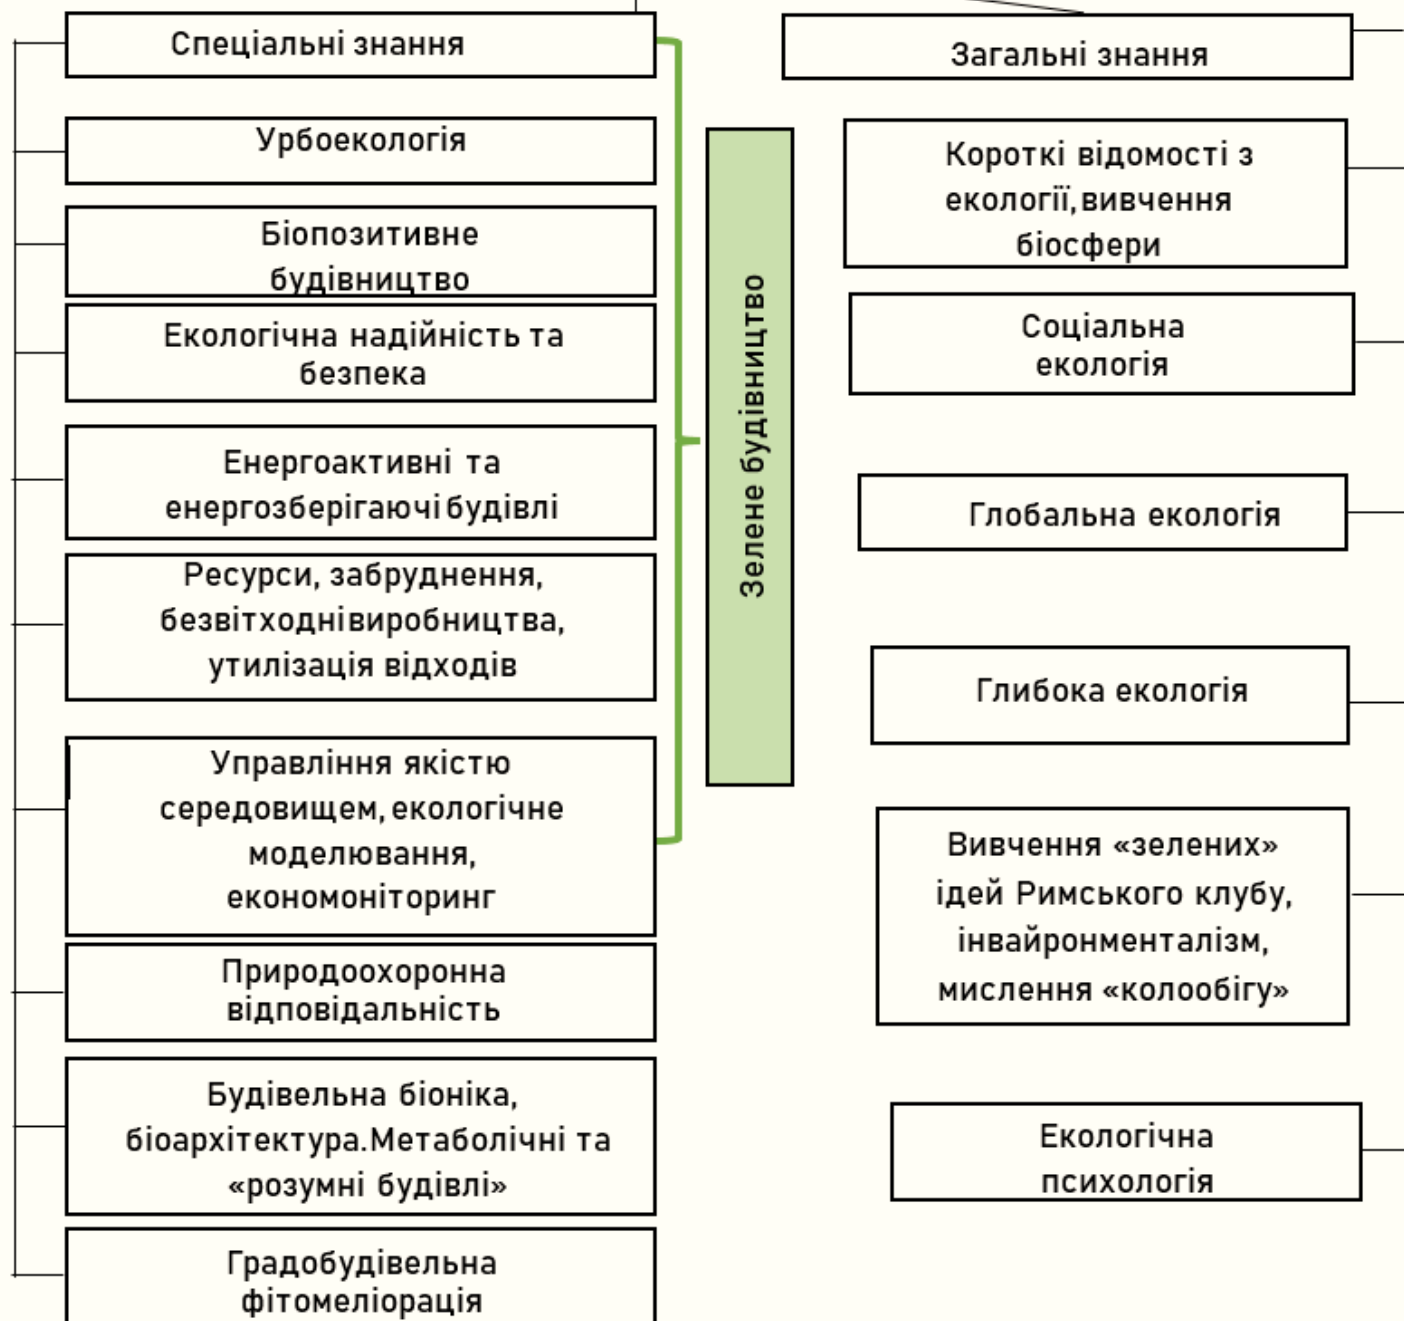 Спеціальні знання
Урбоекологія
Біопозитивне
будівництво
Екологічна надійність та
безпека
Енергоактивні та
енергозберігаючі будівлі
Ресурси, забруднення,
безвітходнівиробництва,
утилізація відходів
Управління якістю
середовищем, екологічне
моделювання,
економоніторинг
Природоохоронна
відповідальність
Будівельна біоніка,
біоархітектура.Метаболічні та
«розумні будівлі»
Градобудівельна
фітомеліорація
Зелене будівництво
Загальні знання
Короткі відомості з
екології, вивчення
біосфери
Соціальна
екологія
Глобальна екологія
Глибока екологія
Вивчення «зелених»
ідей Римського клубу,
інвайронменталізм,
мислення «колообігу»
Екологічна
психологія